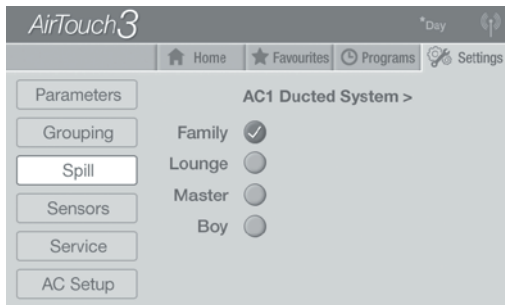 AirTouch3
*Day
Home Favourites Programs Settings
Parameters
Grouping
Spill
Sensors
Service
AC Setup
AC1 Ducted System >
Family
Lounge
Master
Boy